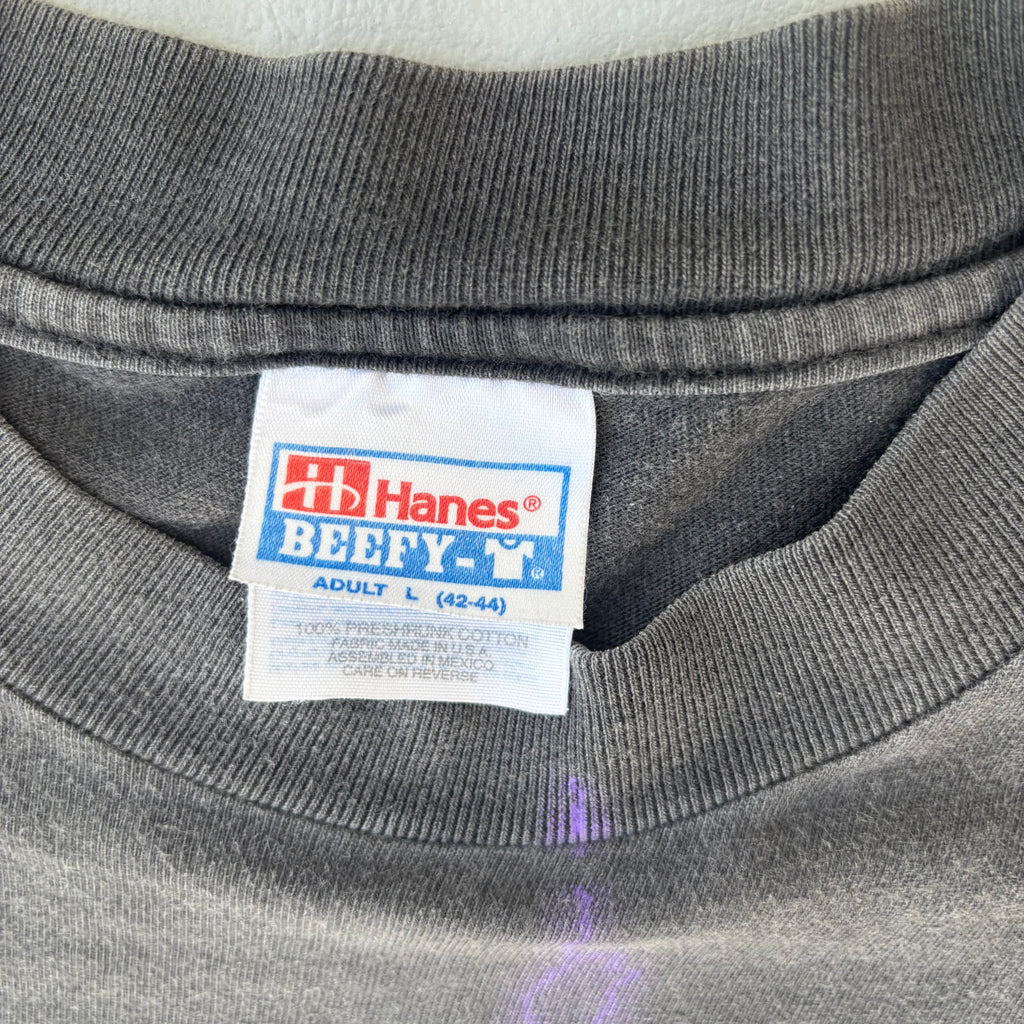 Hanes®
BEEFY-T®
ADULT L (42-44)
100% PRESHRUNK COTTON
FABRIC MADE IN U.S.A.
ASSEMBLED IN MEXICO
CARE ON REVERSE